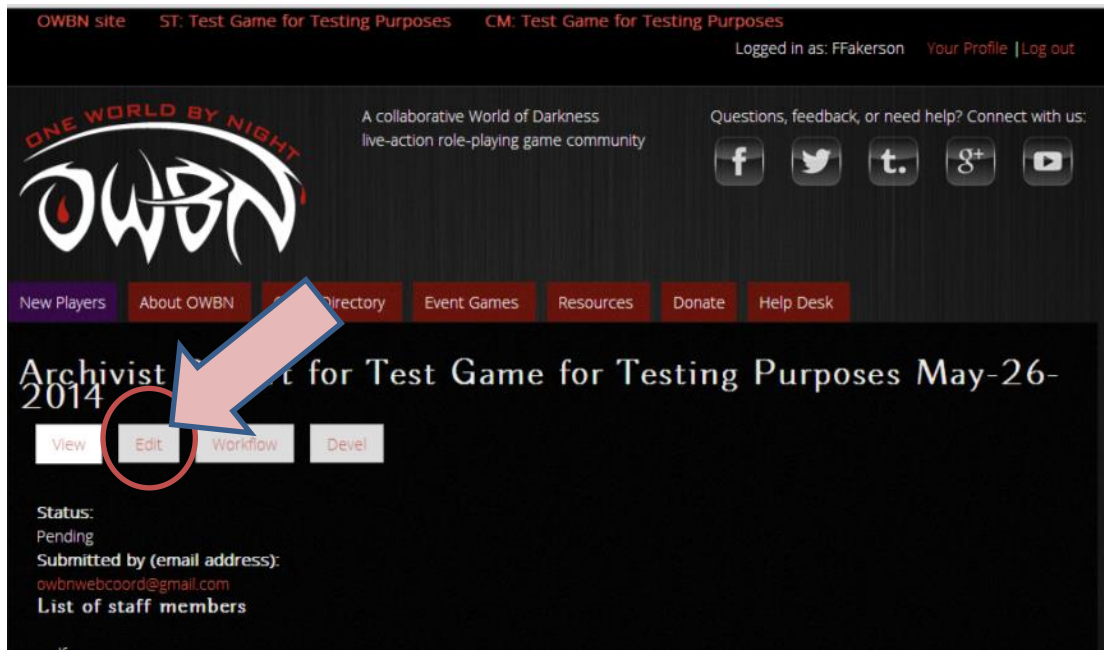 OWBN site ST: Test Game for Testing Purposes CM: Test Game for Testing Purposes
Logged in as: FFakerson Your Profile | Log out
ONE WORLD BY NIGHT
OWBN
A collaborative World of Darkness
live-action role-playing game community
Questions, feedback, or need help? Connect with us:
f t. g+
New Players About OWBN Directory Event Games Resources Donate Help Desk
Archivist for Test Game for Testing Purposes May-26-
2014
View Edit Workflow Devel
Status:
Pending
Submitted by (email address):
owbnwebcoord@gmail.com
List of staff members